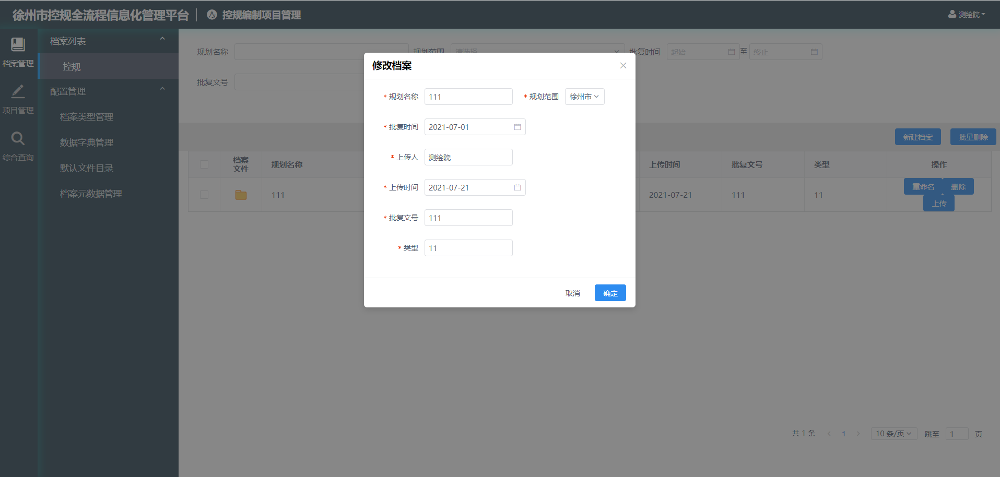 徐州市控规全流程信息化管理平台 控规编制项目管理 测绘院
档案管理
项目管理
综合查询
档案列表
控规
配置管理
档案类型管理
数据字典管理
默认文件目录
档案元数据管理
规划名称 规划范围 请选择 批复时间 起始 至 终止
批复文号
新建档案 批量删除
档案文件 规划名称 上传时间 批复文号 类型 操作
111 2021-07-21 111 11 重命名 删除
上传
共 1 条 1 10 条/页 跳至 1 页
修改档案
* 规划名称 111 * 规划范围 徐州市
* 批复时间 2021-07-01
* 上传人 测绘院
* 上传时间 2021-07-21
* 批复文号 111
* 类型 11
取消 确定